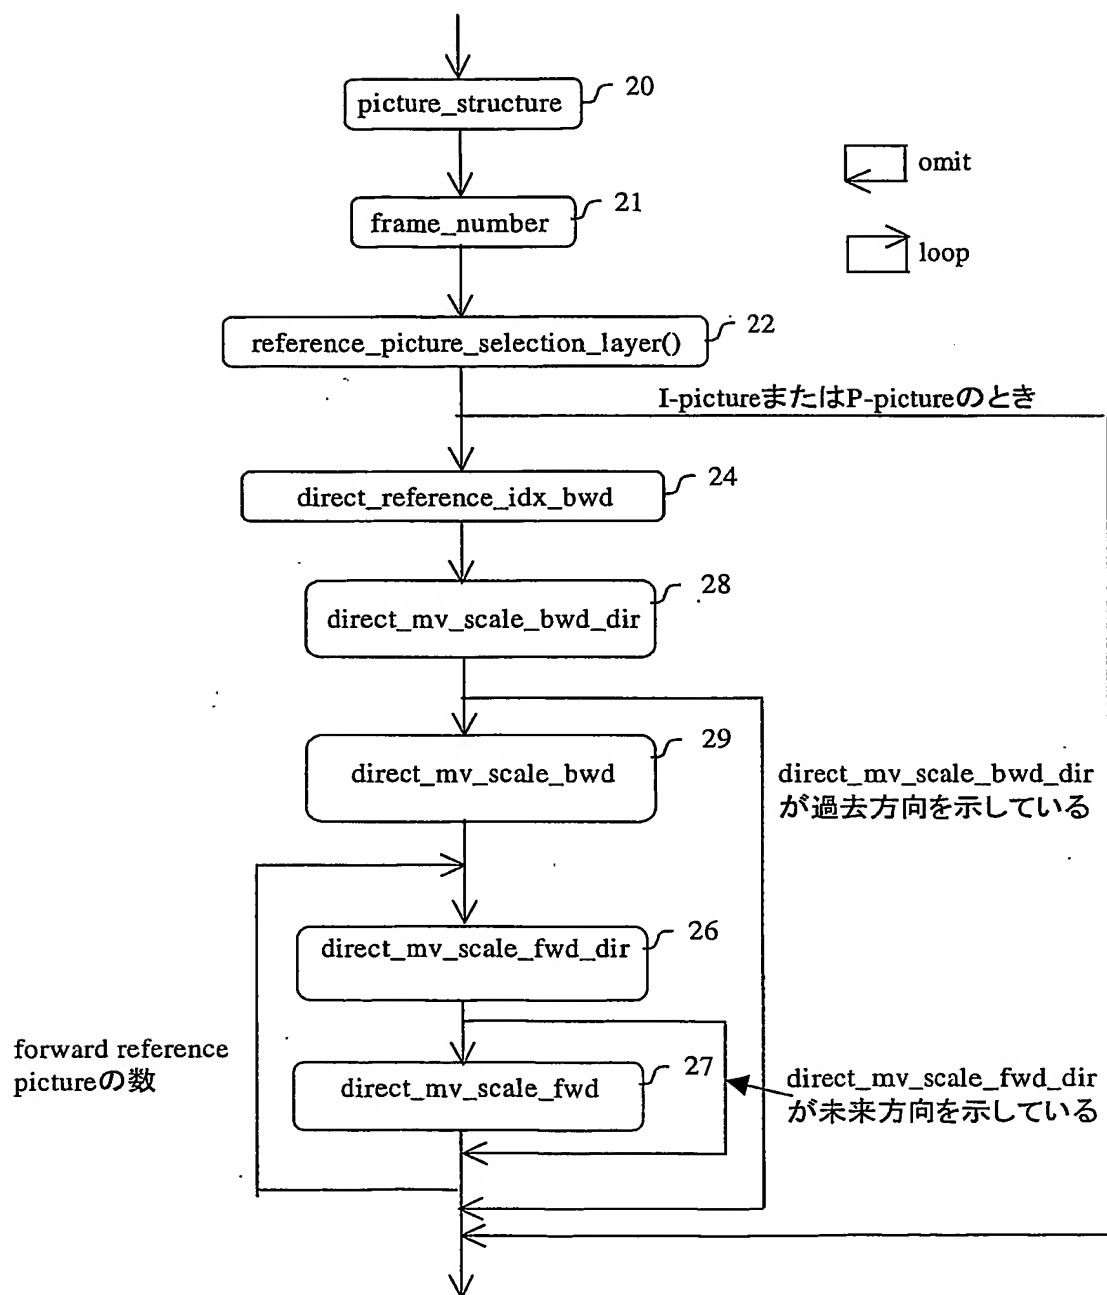 20
picture_structure
omit
21
frame_number
loop
22
reference_picture_selection_layer()
I-pictureまたはP-pictureのとき
24
direct_reference_idx_bwd
28
direct_mv_scale_bwd_dir
29
direct_mv_scale_bwd
direct_mv_scale_bwd_dir
が過去方向を示している
26
direct_mv_scale_fwd_dir
forward reference
pictureの数
27
direct_mv_scale_fwd
direct_mv_scale_fwd_dir
が未来方向を示している